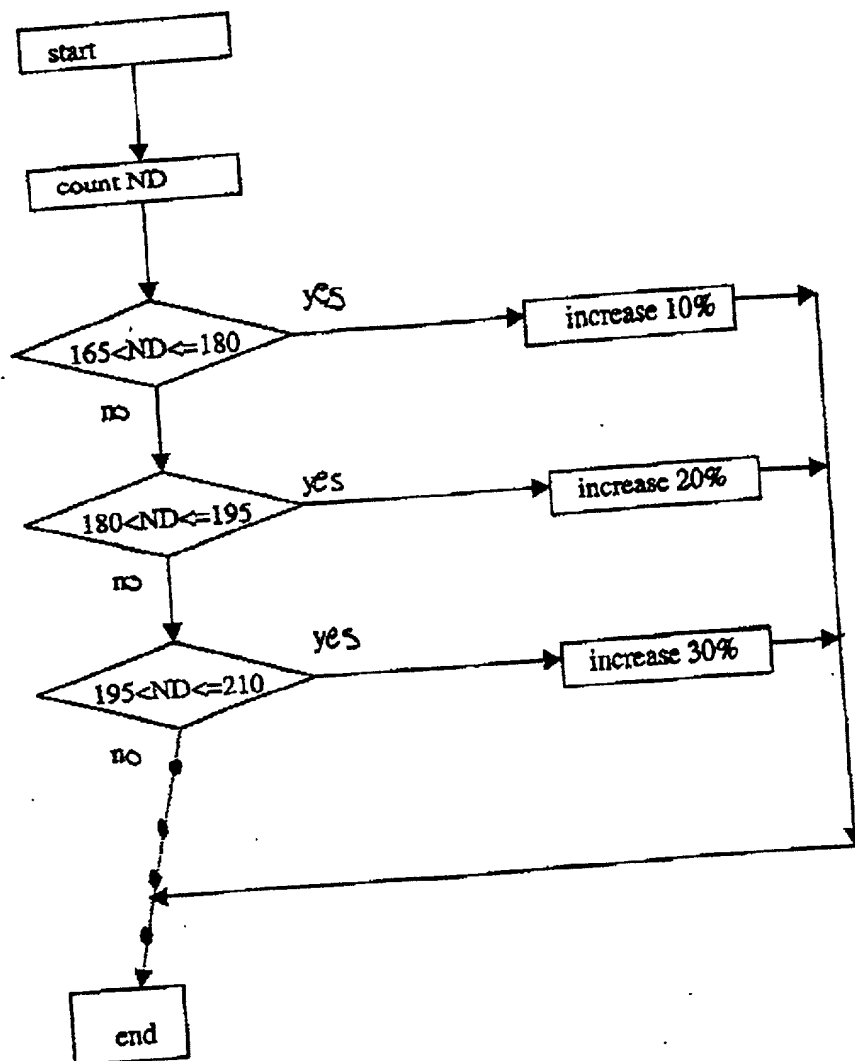 start
count ND
yes
165<ND<=180
increase 10%
no
yes
180<ND<=195
increase 20%
no
yes
195<ND<=210
increase 30%
no
end